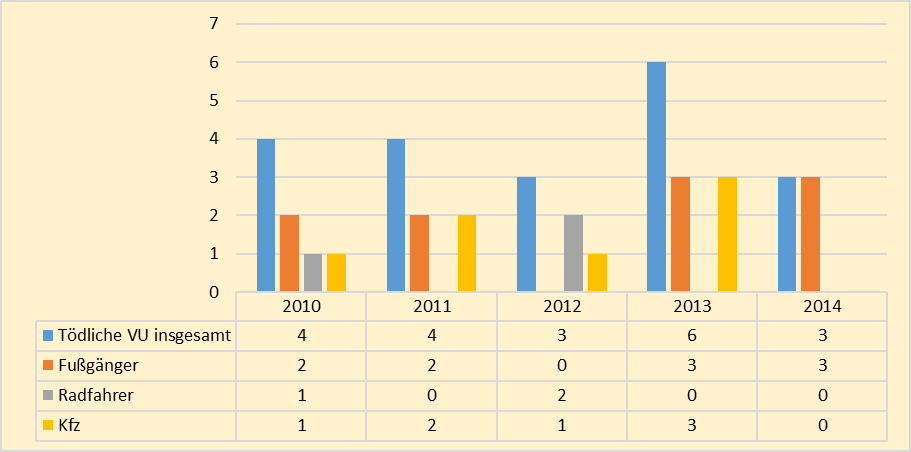 7
6
5
4
3
2
1
0
2010 2011 2012 2013 2014
Tödliche VU insgesamt 4 4 3 6 3
Fußgänger 2 2 0 3 3
Radfahrer 1 0 2 0 0
Kfz 1 2 1 3 0